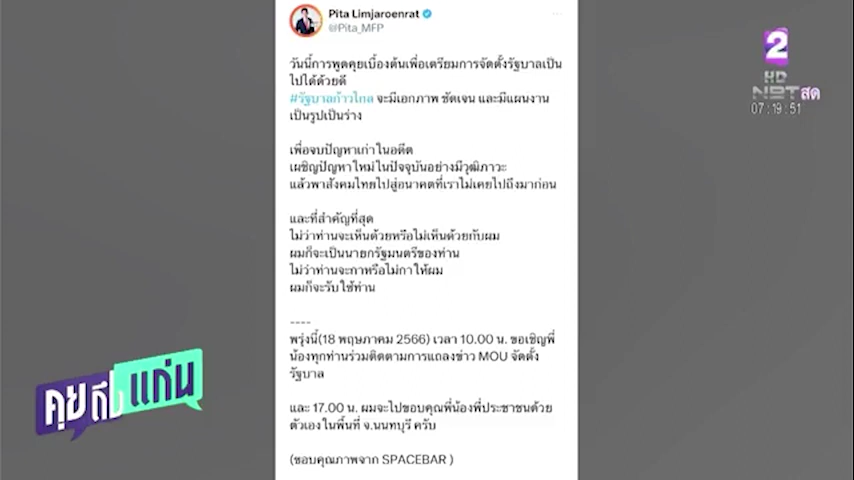 Pita Limjaroenrat
@Pita_MFP
วันนี้การพูดคุยเบื้องต้นเพื่อเตรียมการจัดตั้งรัฐบาลเป็น
ไปได้ด้วยดี
#รัฐบาลก้าวไกล จะมีเอกภาพ ชัดเจน และมีแผนงาน
เป็นรูปเป็นร่าง
เพื่อจบปัญหาเก่าในอดีต
เผชิญปัญหาใหม่ในปัจจุบันอย่างมีวุฒิภาวะ
แล้วพาสังคมไทยไปสู่อนาคตที่เราไม่เคยไปถึงมาก่อน
และที่สำคัญที่สุด
ไม่ว่าท่านจะเห็นด้วยหรือไม่เห็นด้วยกับผม
ผมก็จะเป็นนายกรัฐมนตรีของท่าน
ไม่ว่าท่านจะกาหรือไม่กาให้ผม
ผมก็จะรับใช้ท่าน
----
พรุ่งนี้(18 พฤษภาคม 2566) เวลา 10.00 น. ขอเชิญพี่
น้องทุกท่านร่วมติดตามการแถลงข่าว MOU จัดตั้ง
รัฐบาล
และ 17.00 น. ผมจะไปขอบคุณพี่น้องพี่ประชาชนด้วย
ตัวเองในพื้นที่ จ.นนทบุรี ครับ
(ขอบคุณภาพจาก SPACEBAR )
2
HD
NBT สด
07:19:51
คุยถึงแก่น